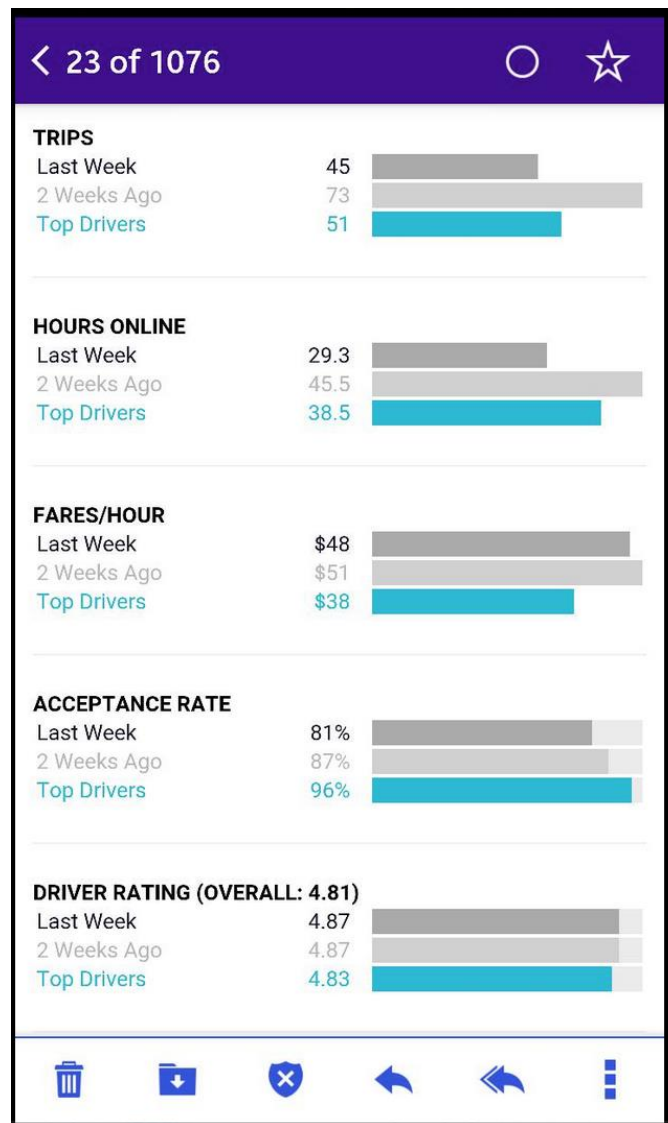 23 of 1076
TRIPS
Last Week 45
2 Weeks Ago 73
Top Drivers 51
HOURS ONLINE
Last Week 29.3
2 Weeks Ago 45.5
Top Drivers 38.5
FARES/HOUR
Last Week $48
2 Weeks Ago $51
Top Drivers $38
ACCEPTANCE RATE
Last Week 81%
2 Weeks Ago 87%
Top Drivers 96%
DRIVER RATING (OVERALL: 4.81)
Last Week 4.87
2 Weeks Ago 4.87
Top Drivers 4.83